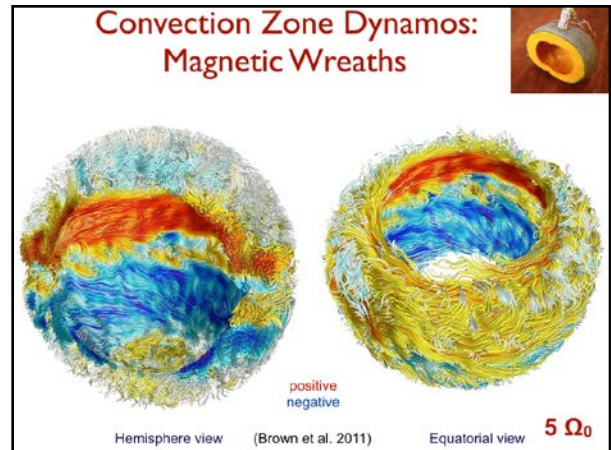 Convection Zone Dynamos:
Magnetic Wreaths
positive
negative
Hemisphere view (Brown et al. 2011) Equatorial view 5 Ω₀